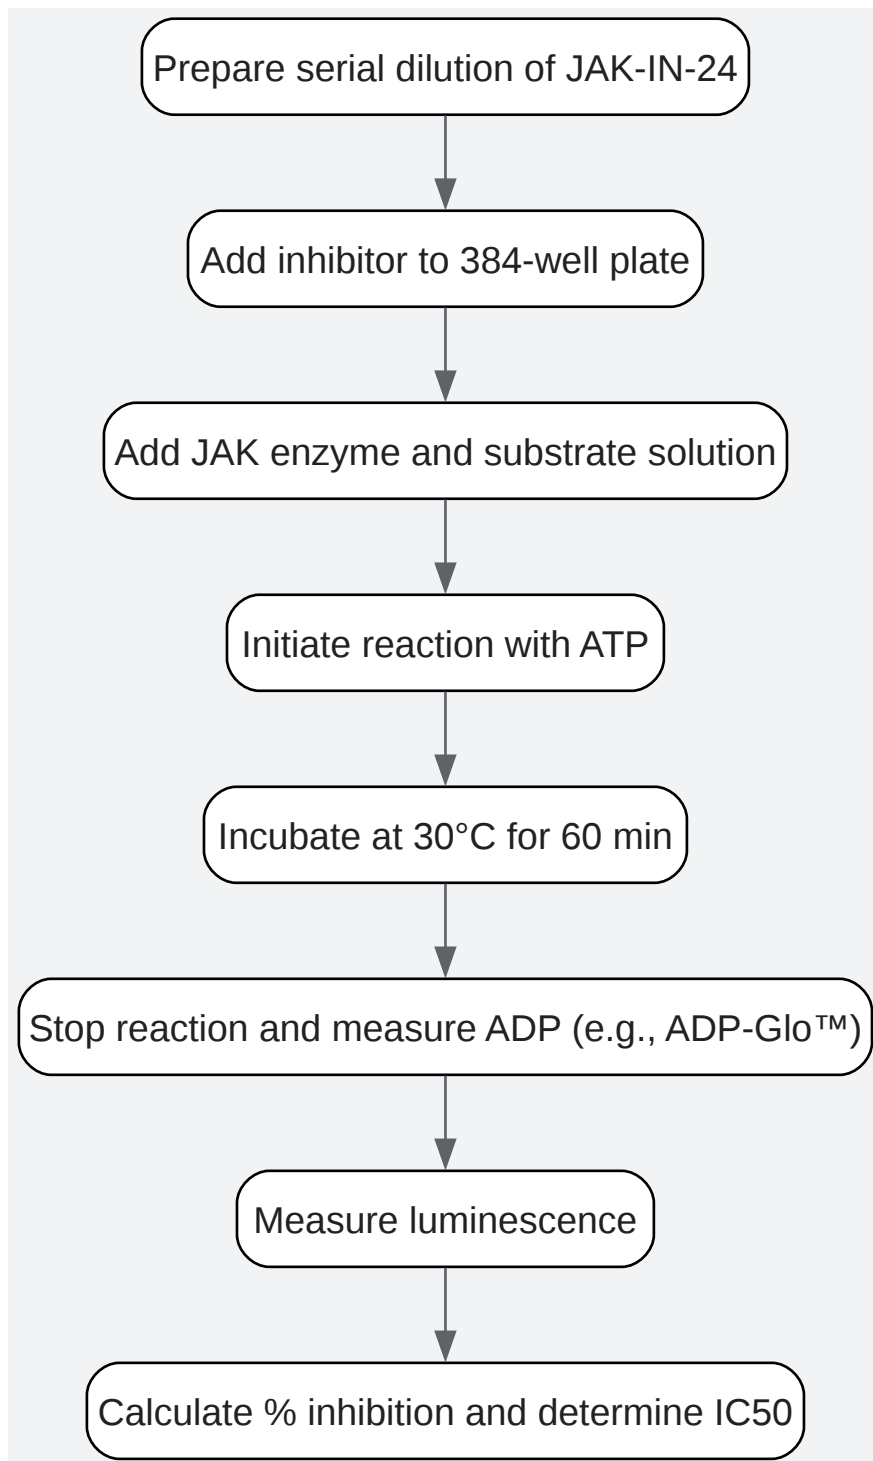 Prepare serial dilution of JAK-IN-24
Add inhibitor to 384-well plate
Add JAK enzyme and substrate solution
Initiate reaction with ATP
Incubate at 30°C for 60 min
Stop reaction and measure ADP (e.g., ADP-Glo™)
Measure luminescence
Calculate % inhibition and determine IC50